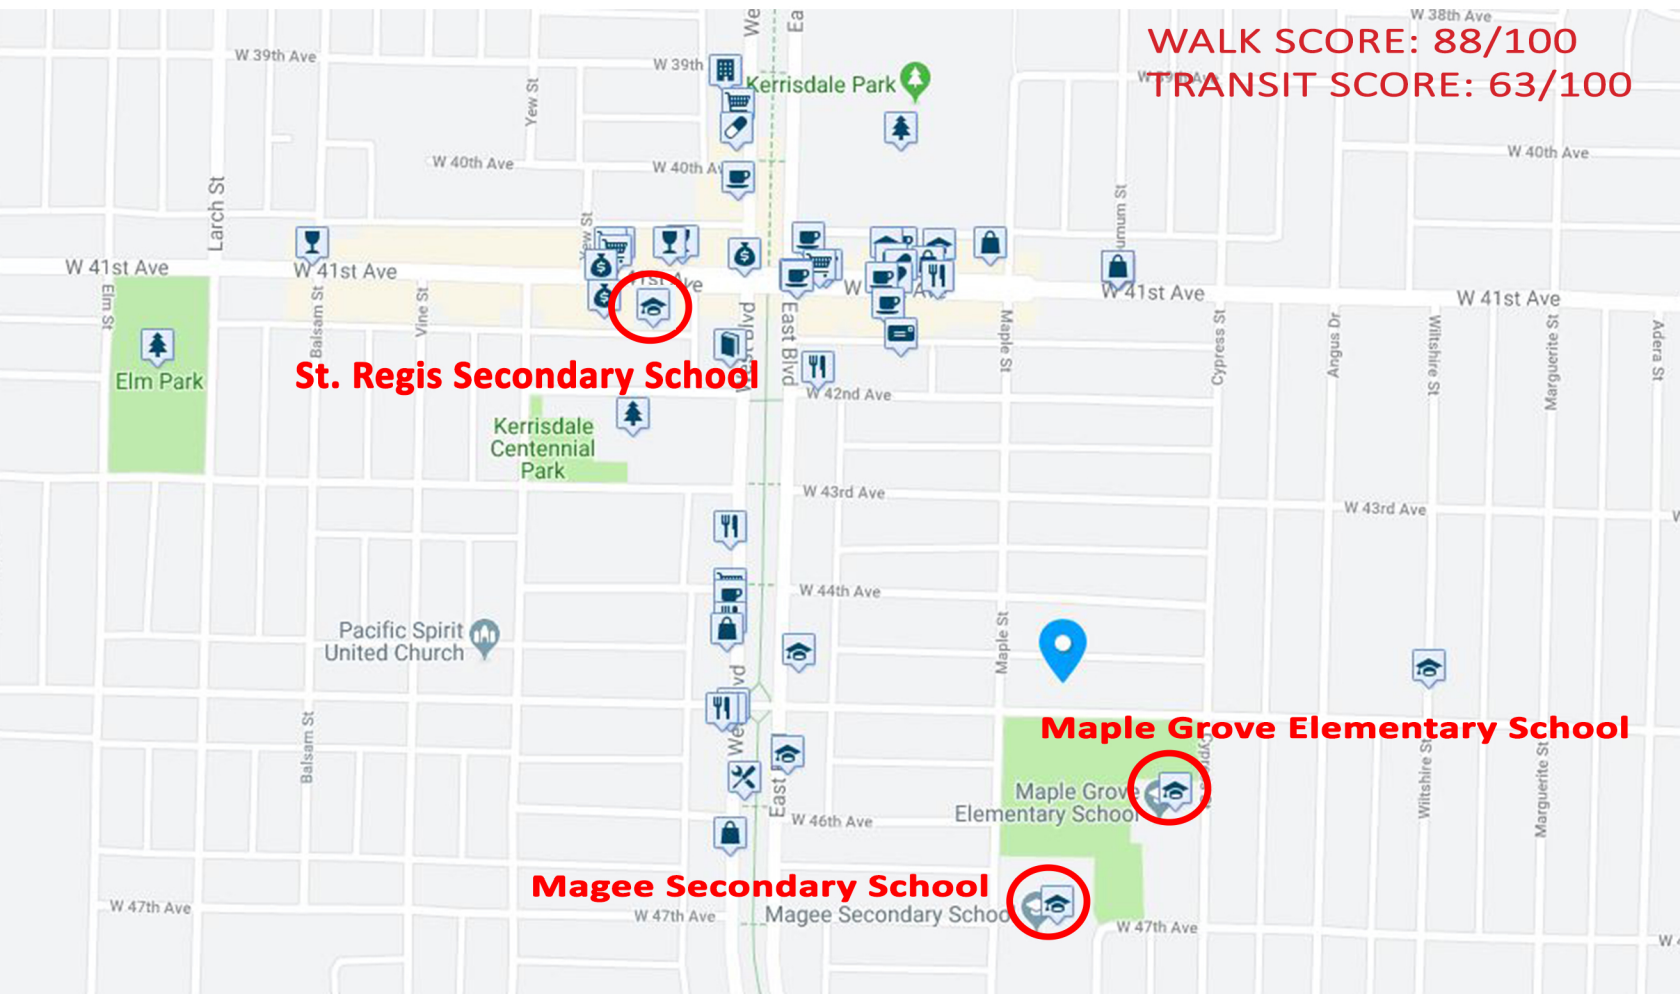 W 38th Ave
WALK SCORE: 88/100
TRANSIT SCORE: 63/100
W 39th Ave
W 39th
Kerrisdale Park
Yew St
W 40th Ave
W 40th Av
W 40th Ave
Larch St
Yew St
W 41st Ave
W 41st Ave
W 41st Ave
W 41st Ave
Elm St
Balsam St
Vine St
East Blvd
Maple St
Cypress St
Angus Dr
Wiltshire St
Marguerite St
Adera St
Elm Park
St. Regis Secondary School
W 42nd Ave
Kerrisdale
Centennial
Park
W 43rd Ave
W 43rd Ave
W 44th Ave
Pacific Spirit
United Church
Maple St
Balsam St
Maple Grove Elementary School
Wiltshire St
Marguerite St
Maple Grove
Elementary School
W 46th Ave
Magee Secondary School
W 47th Ave
W 47th Ave
Magee Secondary Schoo
W 47th Ave